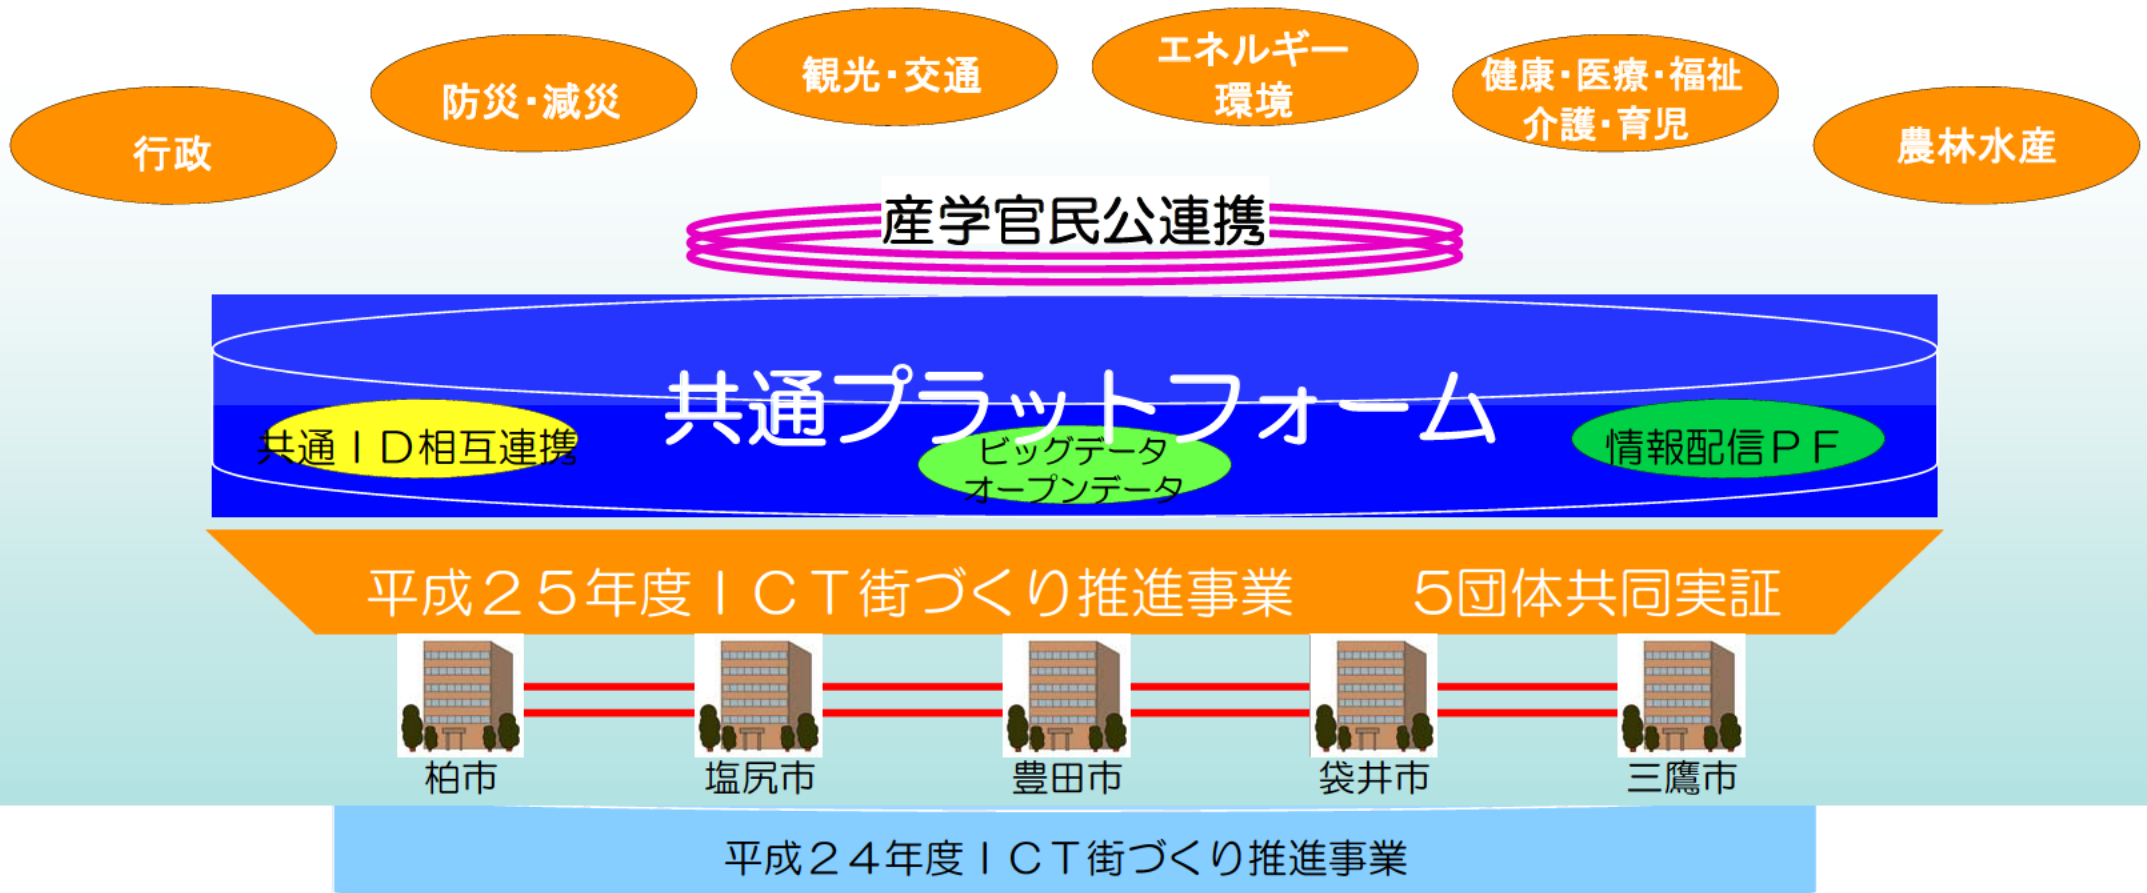 行政
防災・減災
観光・交通
エネルギー
環境
健康・医療・福祉
介護・育児
農林水産
産学官民公連携
共通プラットフォーム
共通ＩＤ相互連携
ビッグデータ
オープンデータ
情報配信ＰＦ
平成２５年度ＩＣＴ街づくり推進事業　5団体共同実証
柏市
塩尻市
豊田市
袋井市
三鷹市
平成２４年度ＩＣＴ街づくり推進事業